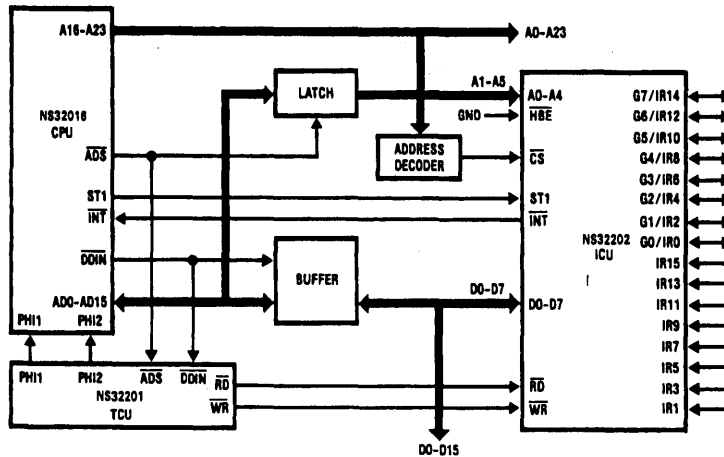 A16-A23
A0-A23
NS32016
CPU
LATCH
A1-A5
A0-A4
GND
HBE
ADDRESS
DECODER
CS
ADS
ST1
ST1
INT
INT
DDIN
BUFFER
AD0-AD15
D0-D7
D0-D7
PHI1
PHI2
PHI1
PHI2
ADS
DDIN
RD
WR
NS32201
TCU
RD
WR
D0-D15
NS32202
ICU
G7/IR14
G6/IR12
G5/IR10
G4/IR8
G3/IR6
G2/IR4
G1/IR2
G0/IR0
IR15
IR13
IR11
IR9
IR7
IR5
IR3
IR1